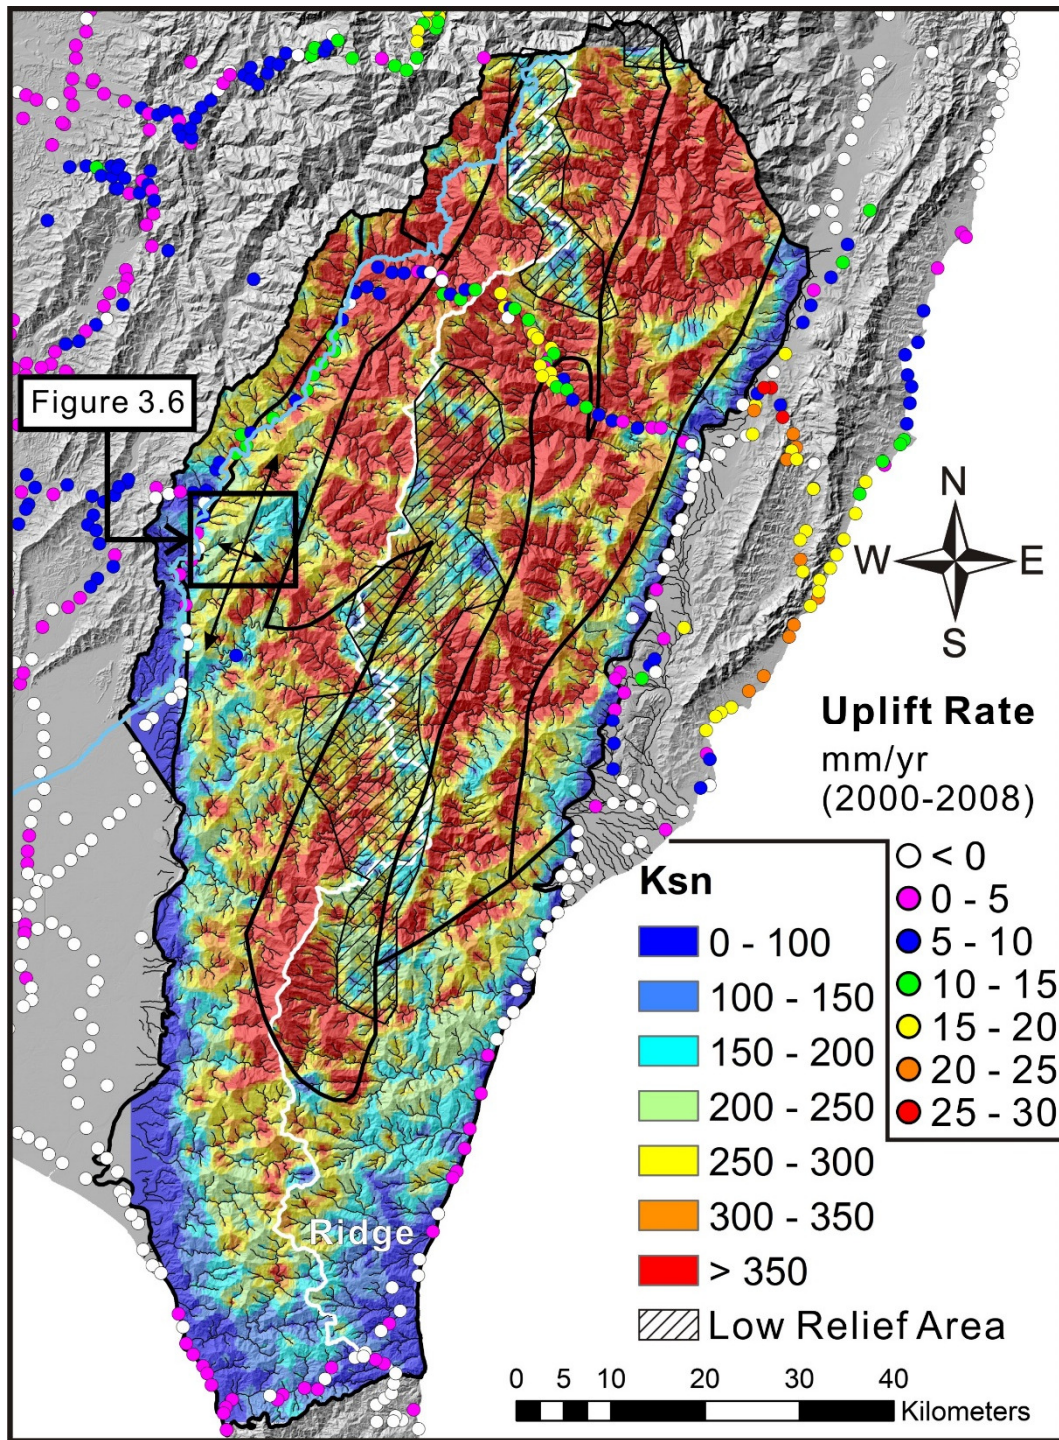 Figure 3.6
N
W E
S
Uplift Rate
mm/yr
(2000-2008)
< 0
0 - 5
5 - 10
10 - 15
15 - 20
20 - 25
25 - 30
Ksn
0 - 100
100 - 150
150 - 200
200 - 250
250 - 300
300 - 350
> 350
Low Relief Area
Ridge
0 5 10 20 30 40
Kilometers